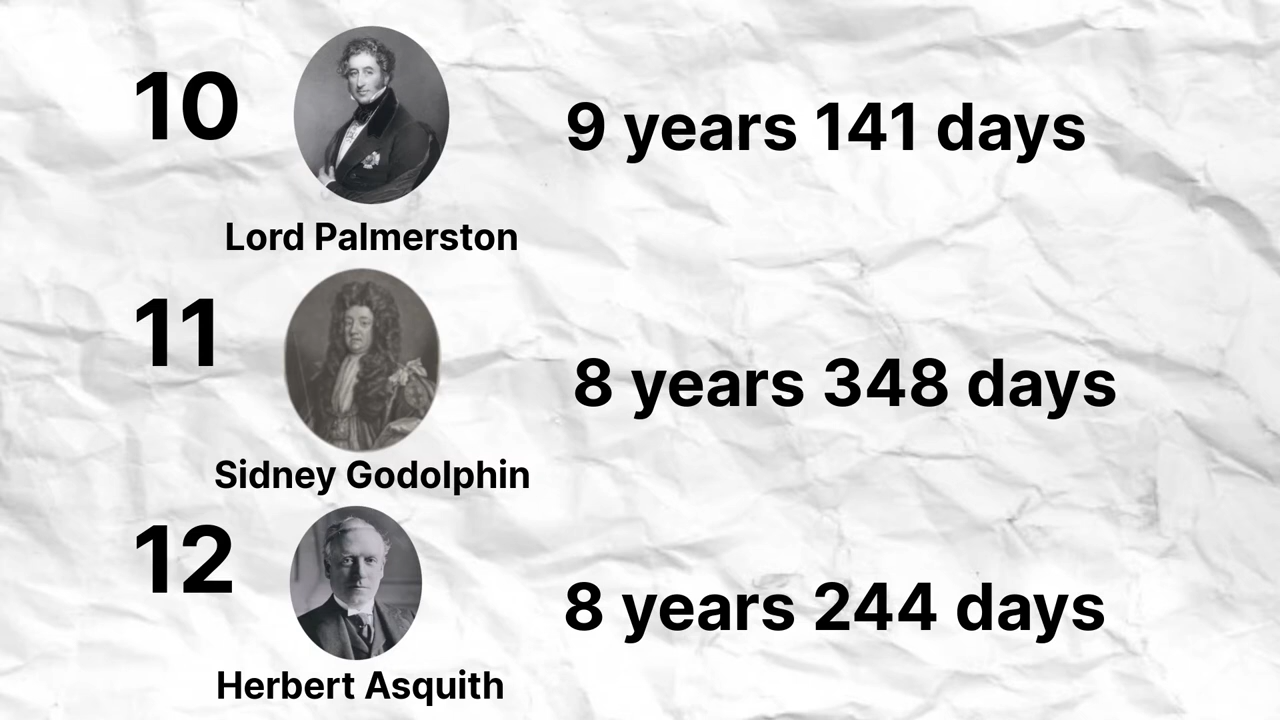 10
9 years 141 days
Lord Palmerston
11
8 years 348 days
Sidney Godolphin
12
8 years 244 days
Herbert Asquith